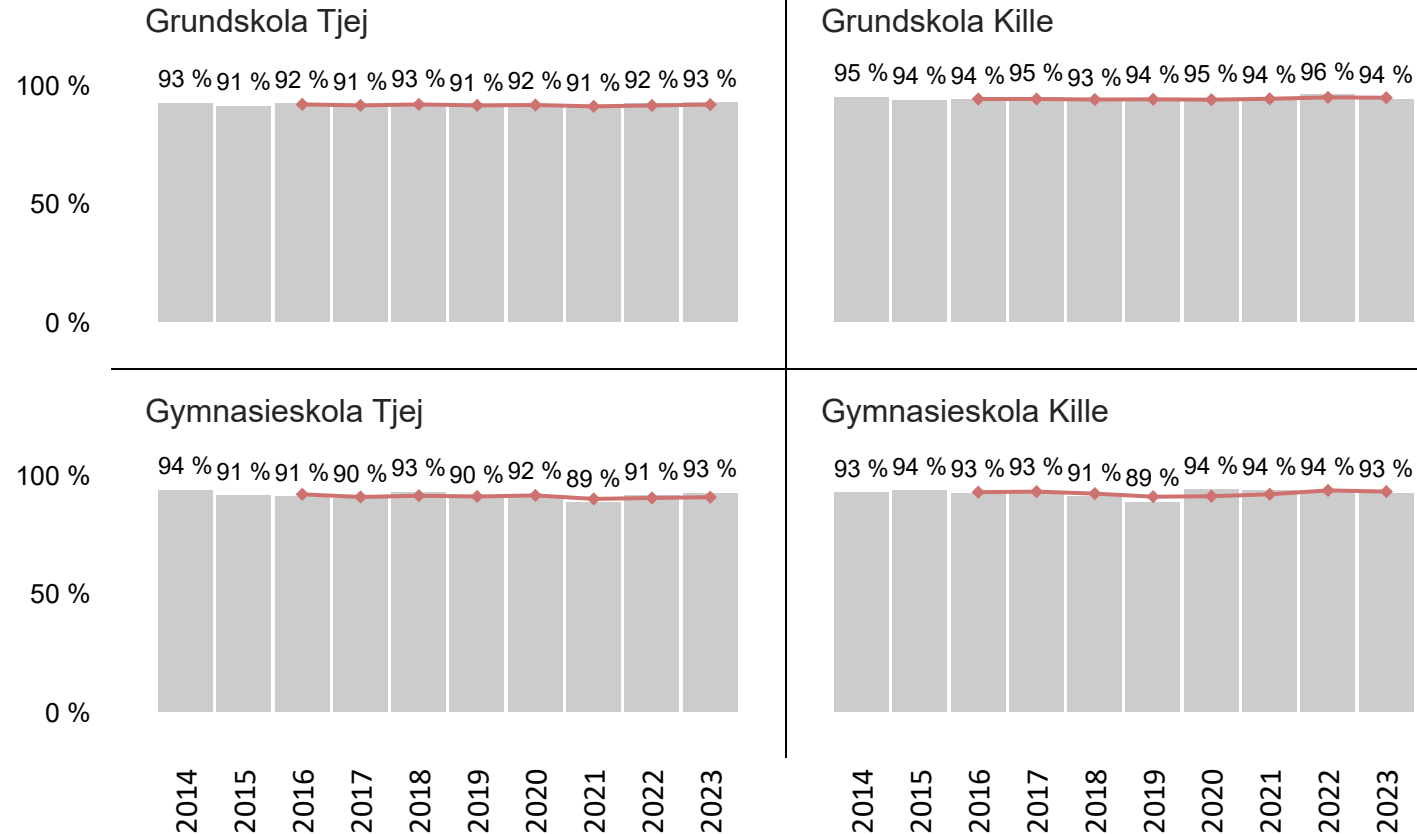 Grundskola Tjej
100 %
50 %
0 %
93 % 91 % 92 % 91 % 93 % 91 % 92 % 91 % 92 % 93 %
Grundskola Kille
95 % 94 % 94 % 95 % 93 % 94 % 95 % 94 % 96 % 94 %
Gymnasieskola Tjej
100 %
50 %
0 %
94 % 91 % 91 % 90 % 93 % 90 % 92 % 89 % 91 % 93 %
2014 2015 2016 2017 2018 2019 2020 2021 2022 2023
Gymnasieskola Kille
93 % 94 % 93 % 93 % 91 % 89 % 94 % 94 % 94 % 93 %
2014 2015 2016 2017 2018 2019 2020 2021 2022 2023